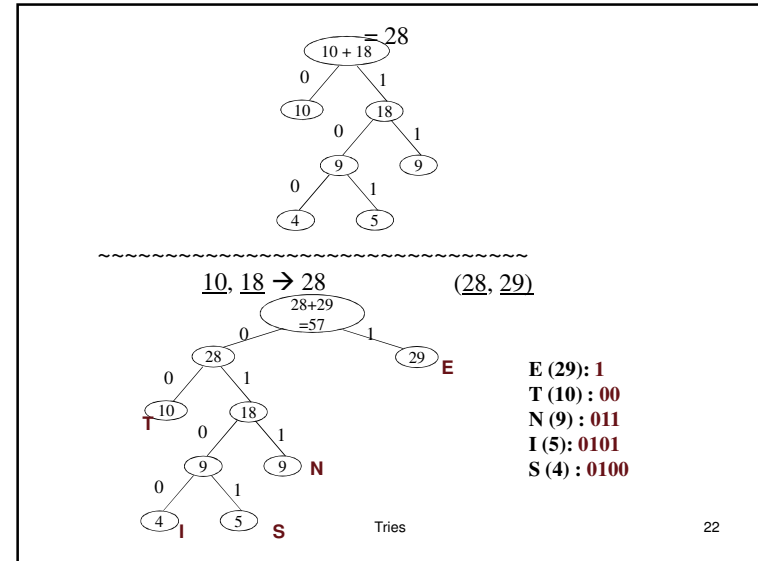 = 28
10 + 18
0 1
10 18
0 1
9 9
0 1
4 5
~~~~~~~~~~~~~~~~~~~~~~~~~~~~~~~~
10, 18 → 28 (28, 29)
28+29
=57
0 1
28 29 E
0 1
T 10 18
0 1
9 9 N
0 1
4 I 5 S
E (29): 1
T (10) : 00
N (9) : 011
I (5): 0101
S (4) : 0100
Tries 22